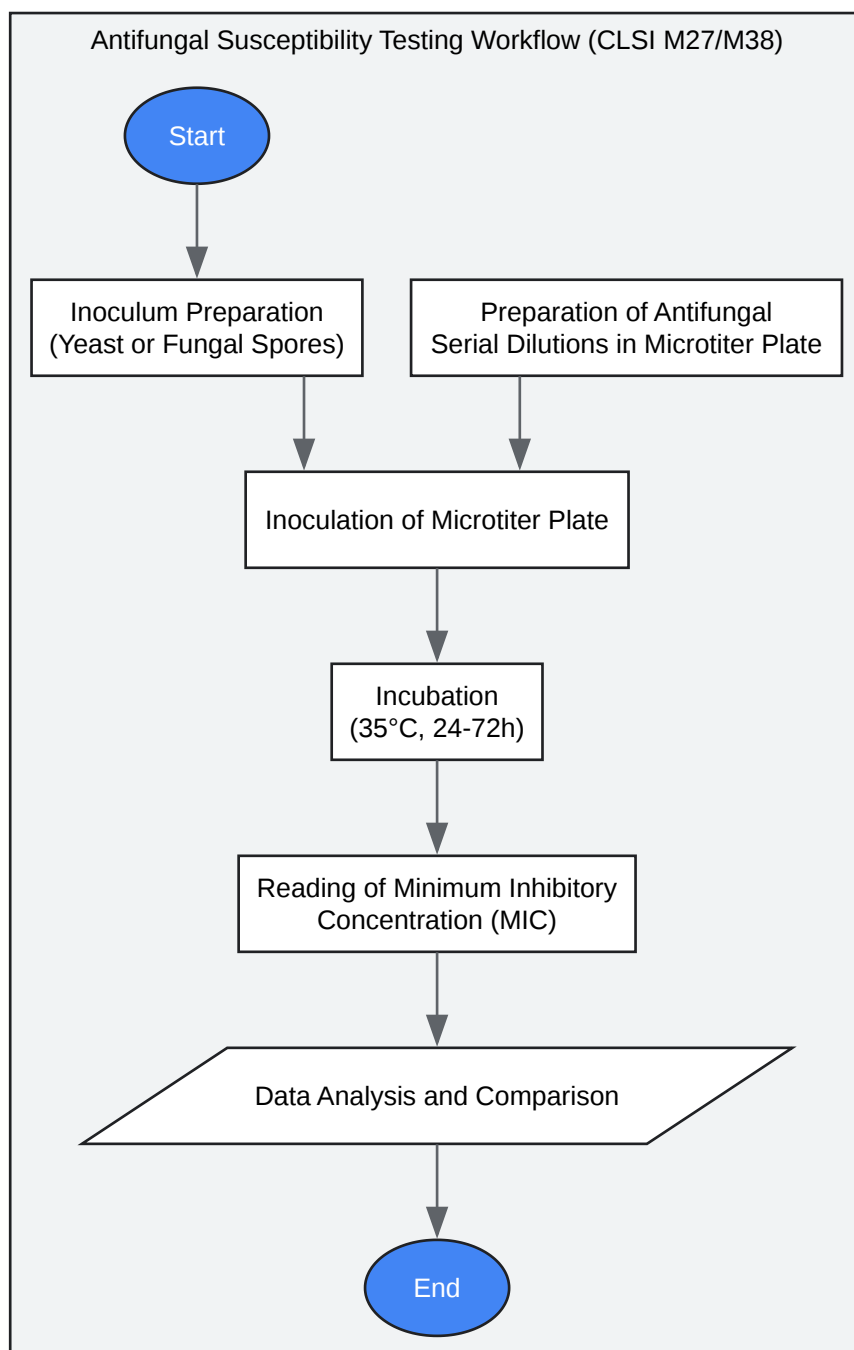 Antifungal Susceptibility Testing Workflow (CLSI M27/M38)
Start
Inoculum Preparation
(Yeast or Fungal Spores)
Preparation of Antifungal
Serial Dilutions in Microtiter Plate
Inoculation of Microtiter Plate
Incubation
(35°C, 24-72h)
Reading of Minimum Inhibitory
Concentration (MIC)
Data Analysis and Comparison
End